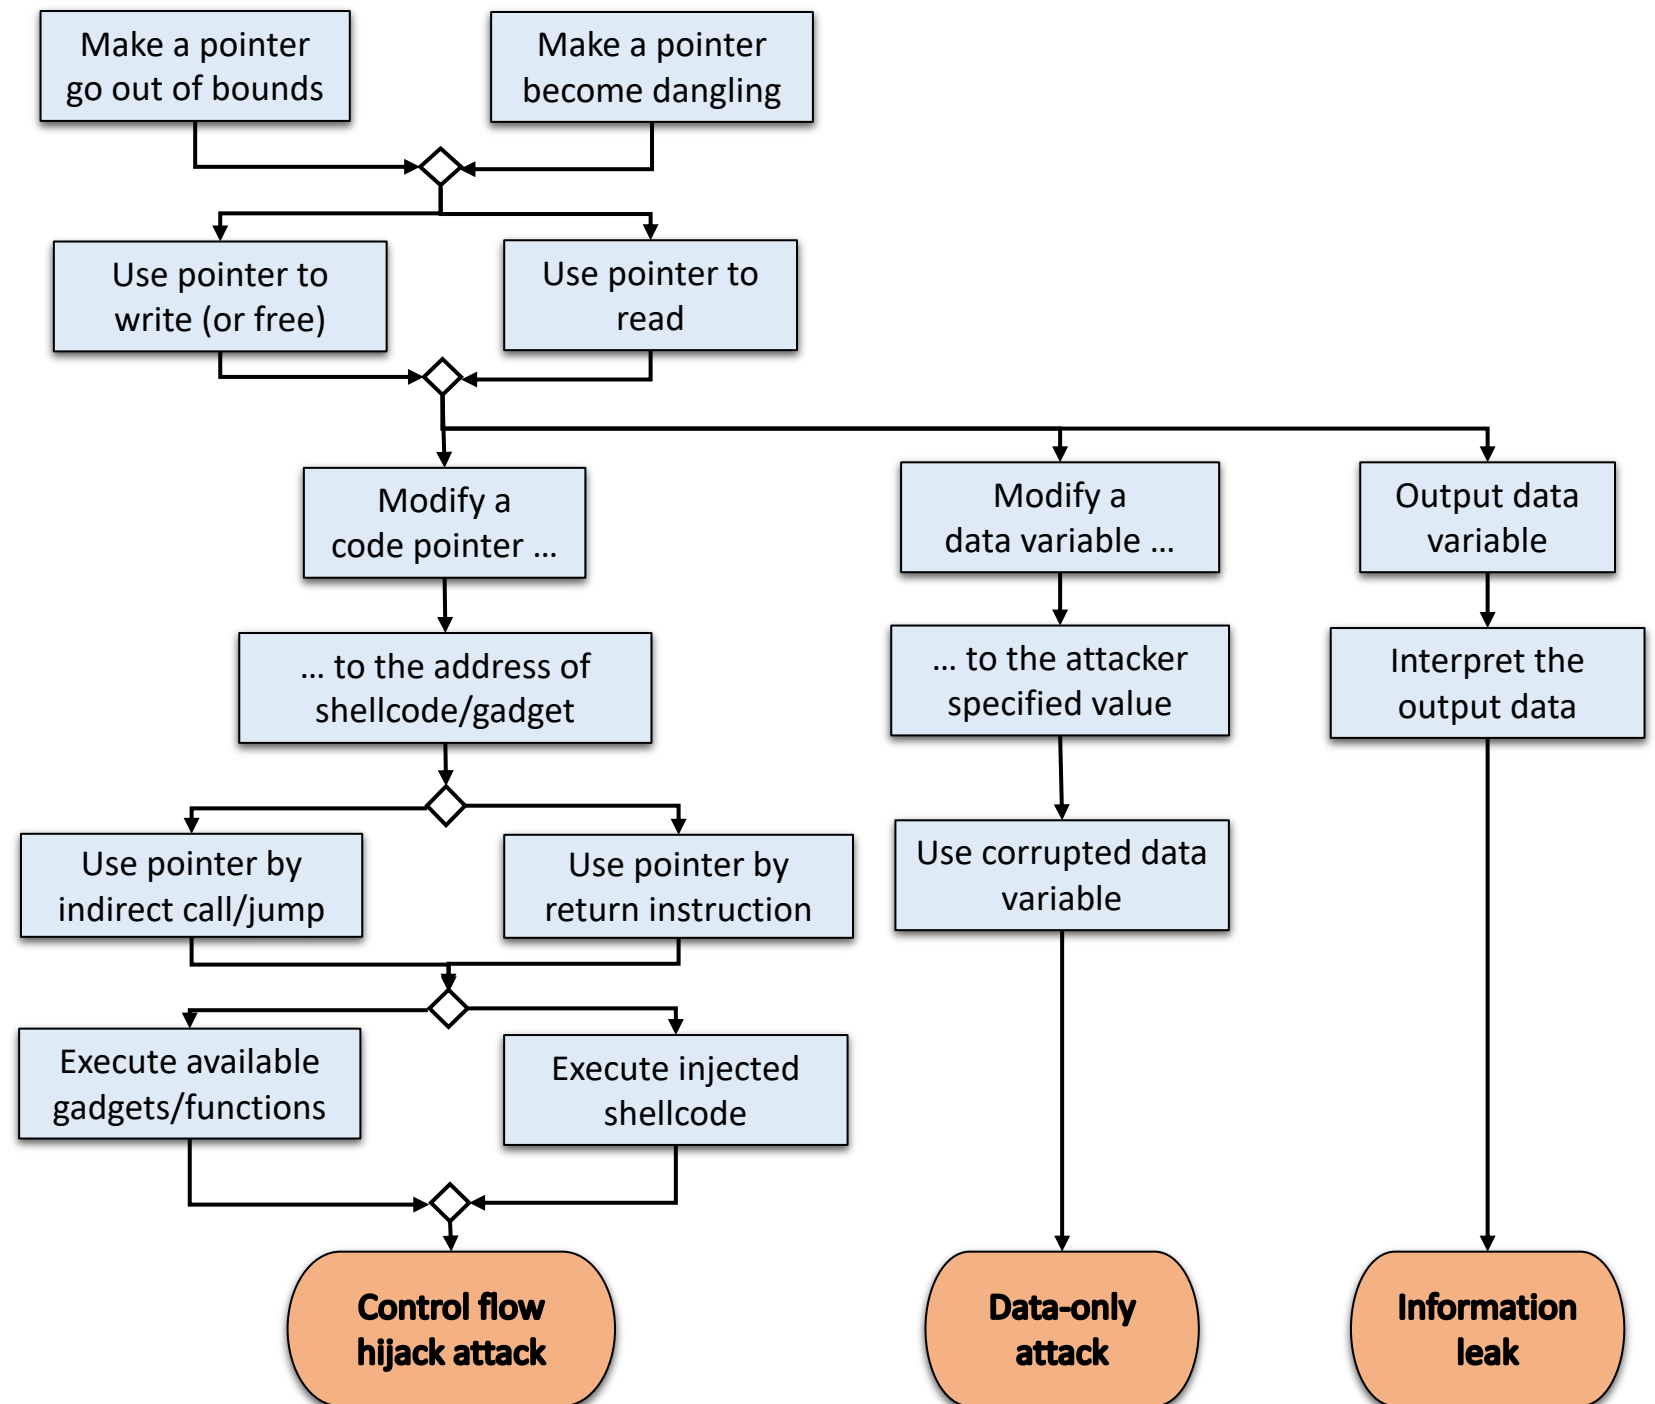 Make a pointer
go out of bounds
Make a pointer
become dangling
Use pointer to
write (or free)
Use pointer to
read
Modify a
code pointer ...
Modify a
data variable ...
Output data
variable
... to the address of
shellcode/gadget
... to the attacker
specified value
Interpret the
output data
Use pointer by
indirect call/jump
Use pointer by
return instruction
Use corrupted data
variable
Execute available
gadgets/functions
Execute injected
shellcode
Control flow
hijack attack
Data-only
attack
Information
leak